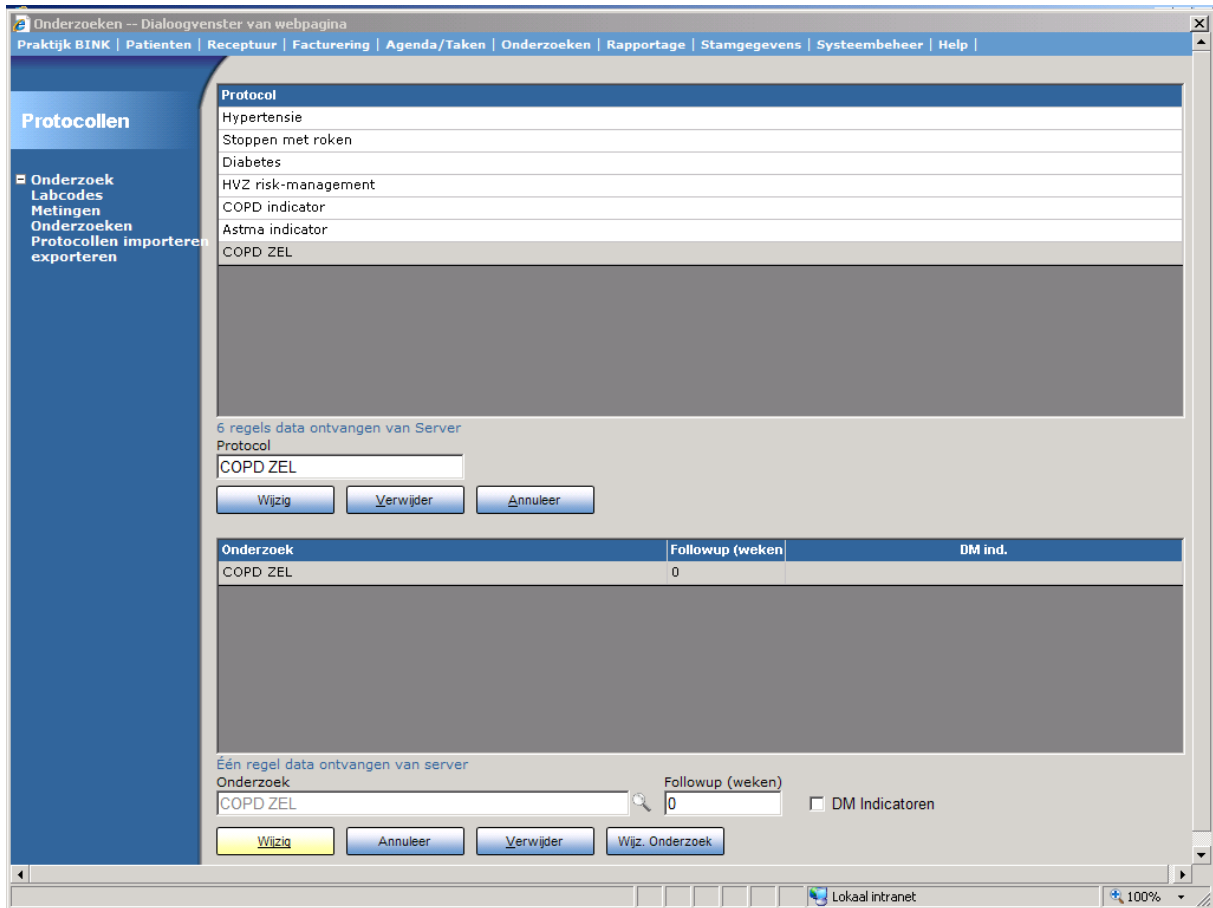 Onderzoeken -- Dialoogvenster van webpagina
Praktijk BINK | Patienten | Receptuur | Facturering | Agenda/Taken | Onderzoeken | Rapportage | Stamgegevens | Systeembeheer | Help |
Protocollen
Onderzoek
Labcodes
Metingen
Onderzoeken
Protocollen importeren
exporteren
Protocol
Hypertensie
Stoppen met roken
Diabetes
HVZ risk-management
COPD indicator
Astma indicator
COPD ZEL
6 regels data ontvangen van Server
Protocol
COPD ZEL
Wijzig Verwijder Annuleer
Onderzoek Followup (weken DM ind.
COPD ZEL 0
Één regel data ontvangen van server
Onderzoek Followup (weken)
COPD ZEL 0 DM Indicatoren
Wijzig Annuleer Verwijder Wijz. Onderzoek
Lokaal intranet 100%